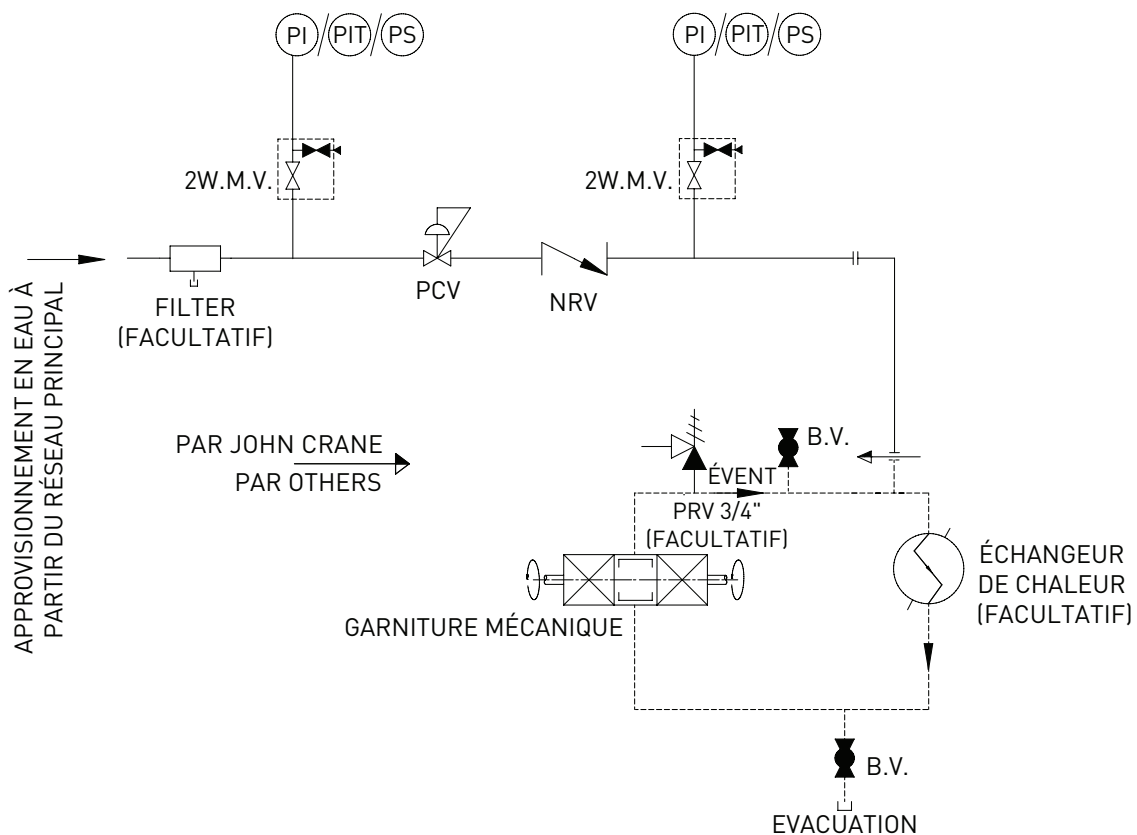 PI/PIT/PS
PI/PIT/PS
2W.M.V.
2W.M.V.
FILTER
(FACULTATIF)
PCV
NRV
APPROVISIONNEMENT EN EAU À
PARTIR DU RÉSEAU PRINCIPAL
PAR JOHN CRANE
PAR OTHERS
B.V.
ÉVENT
PRV 3/4"
(FACULTATIF)
ÉCHANGEUR
DE CHALEUR
(FACULTATIF)
GARNITURE MÉCANIQUE
B.V.
EVACUATION